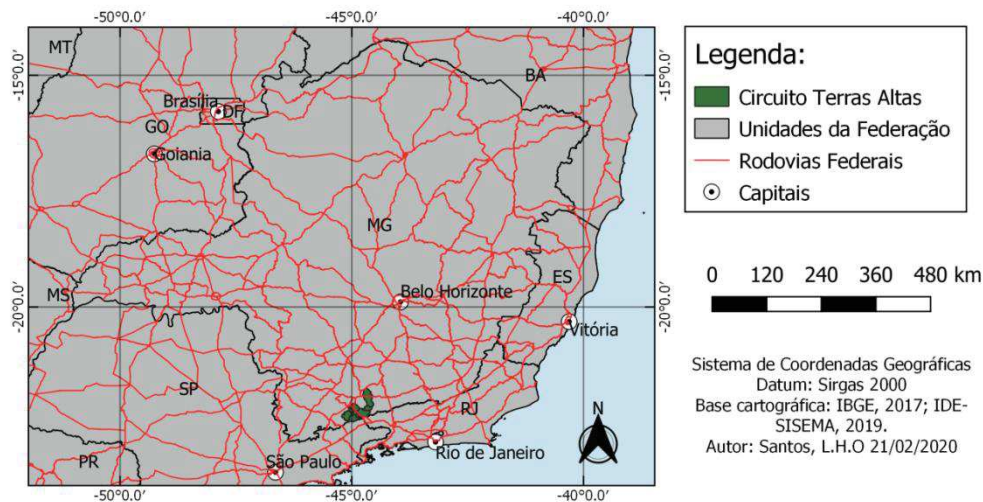 -50°0.0' -45°0.0' -40°0.0'
MT
BA
-15°0.0' -15°0.0'
Brasília
DF
GO
Goiania
MG
ES
MS
Belo Horizonte
-20°0.0' -20°0.0'
Vitória
SP
RJ
N
PR
São Paulo
Rio de Janeiro
-50°0.0' -45°0.0' -40°0.0'
Legenda:
Circuito Terras Altas
Unidades da Federação
Rodovias Federais
Capitais
0 120 240 360 480 km
Sistema de Coordenadas Geográficas
Datum: Sirgas 2000
Base cartográfica: IBGE, 2017; IDE-
SISEMA, 2019.
Autor: Santos, L.H.O 21/02/2020